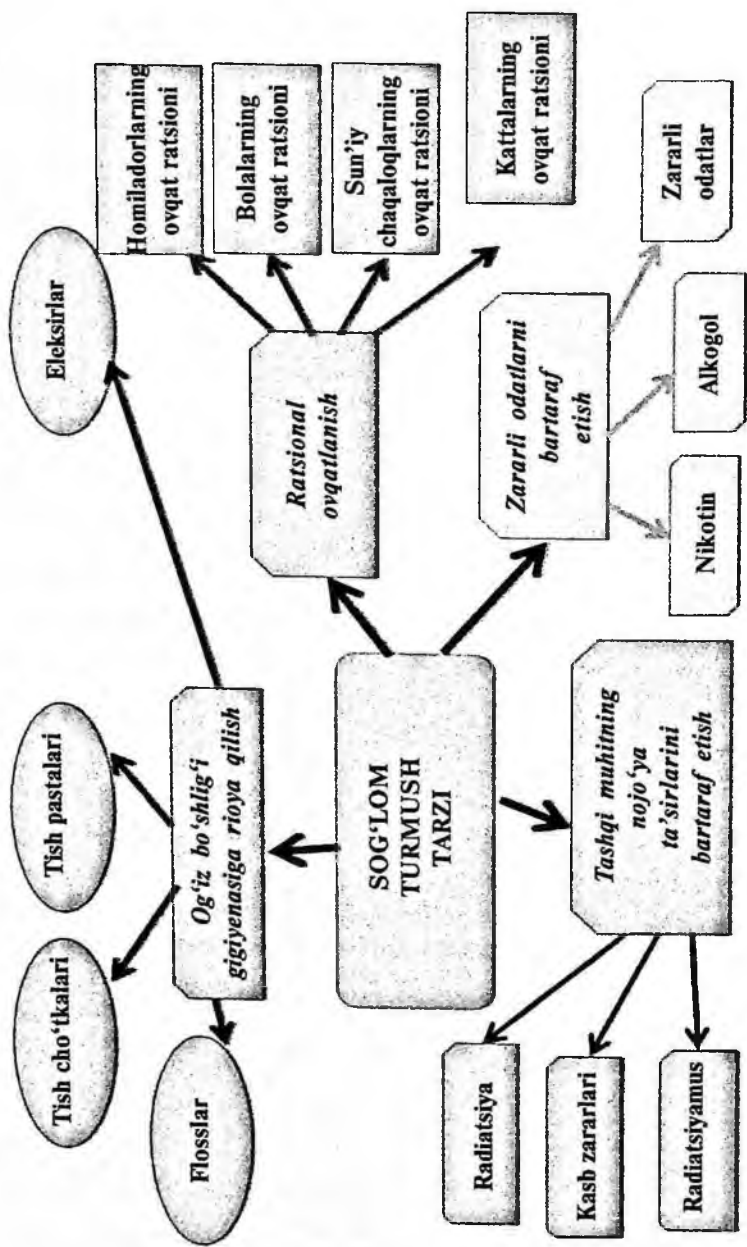 Flosslar
Tish cho‘tkalari
Tish pastalari
Eleksirlar
Og‘iz bo‘shlig‘i
gigiyenasiga rioya qilish
SOG‘LOM
TURMUSH
TARZI
Ratsional
ovqatlanish
Homiladorlarning
ovqat ratsioni
Bolalarning
ovqat ratsioni
Sun’iy
chaqaloqlarning
ovqat ratsioni
Kattalarning
ovqat ratsioni
Zararli odatlarni
bartaraf
etish
Nikotin
Alkogol
Zararli
odatlar
Tashqi muhitning
nojo‘ya
ta’sirlarini
bartaraf etish
Radiatsiya
Kasb zararlari
Radiatsiyamus